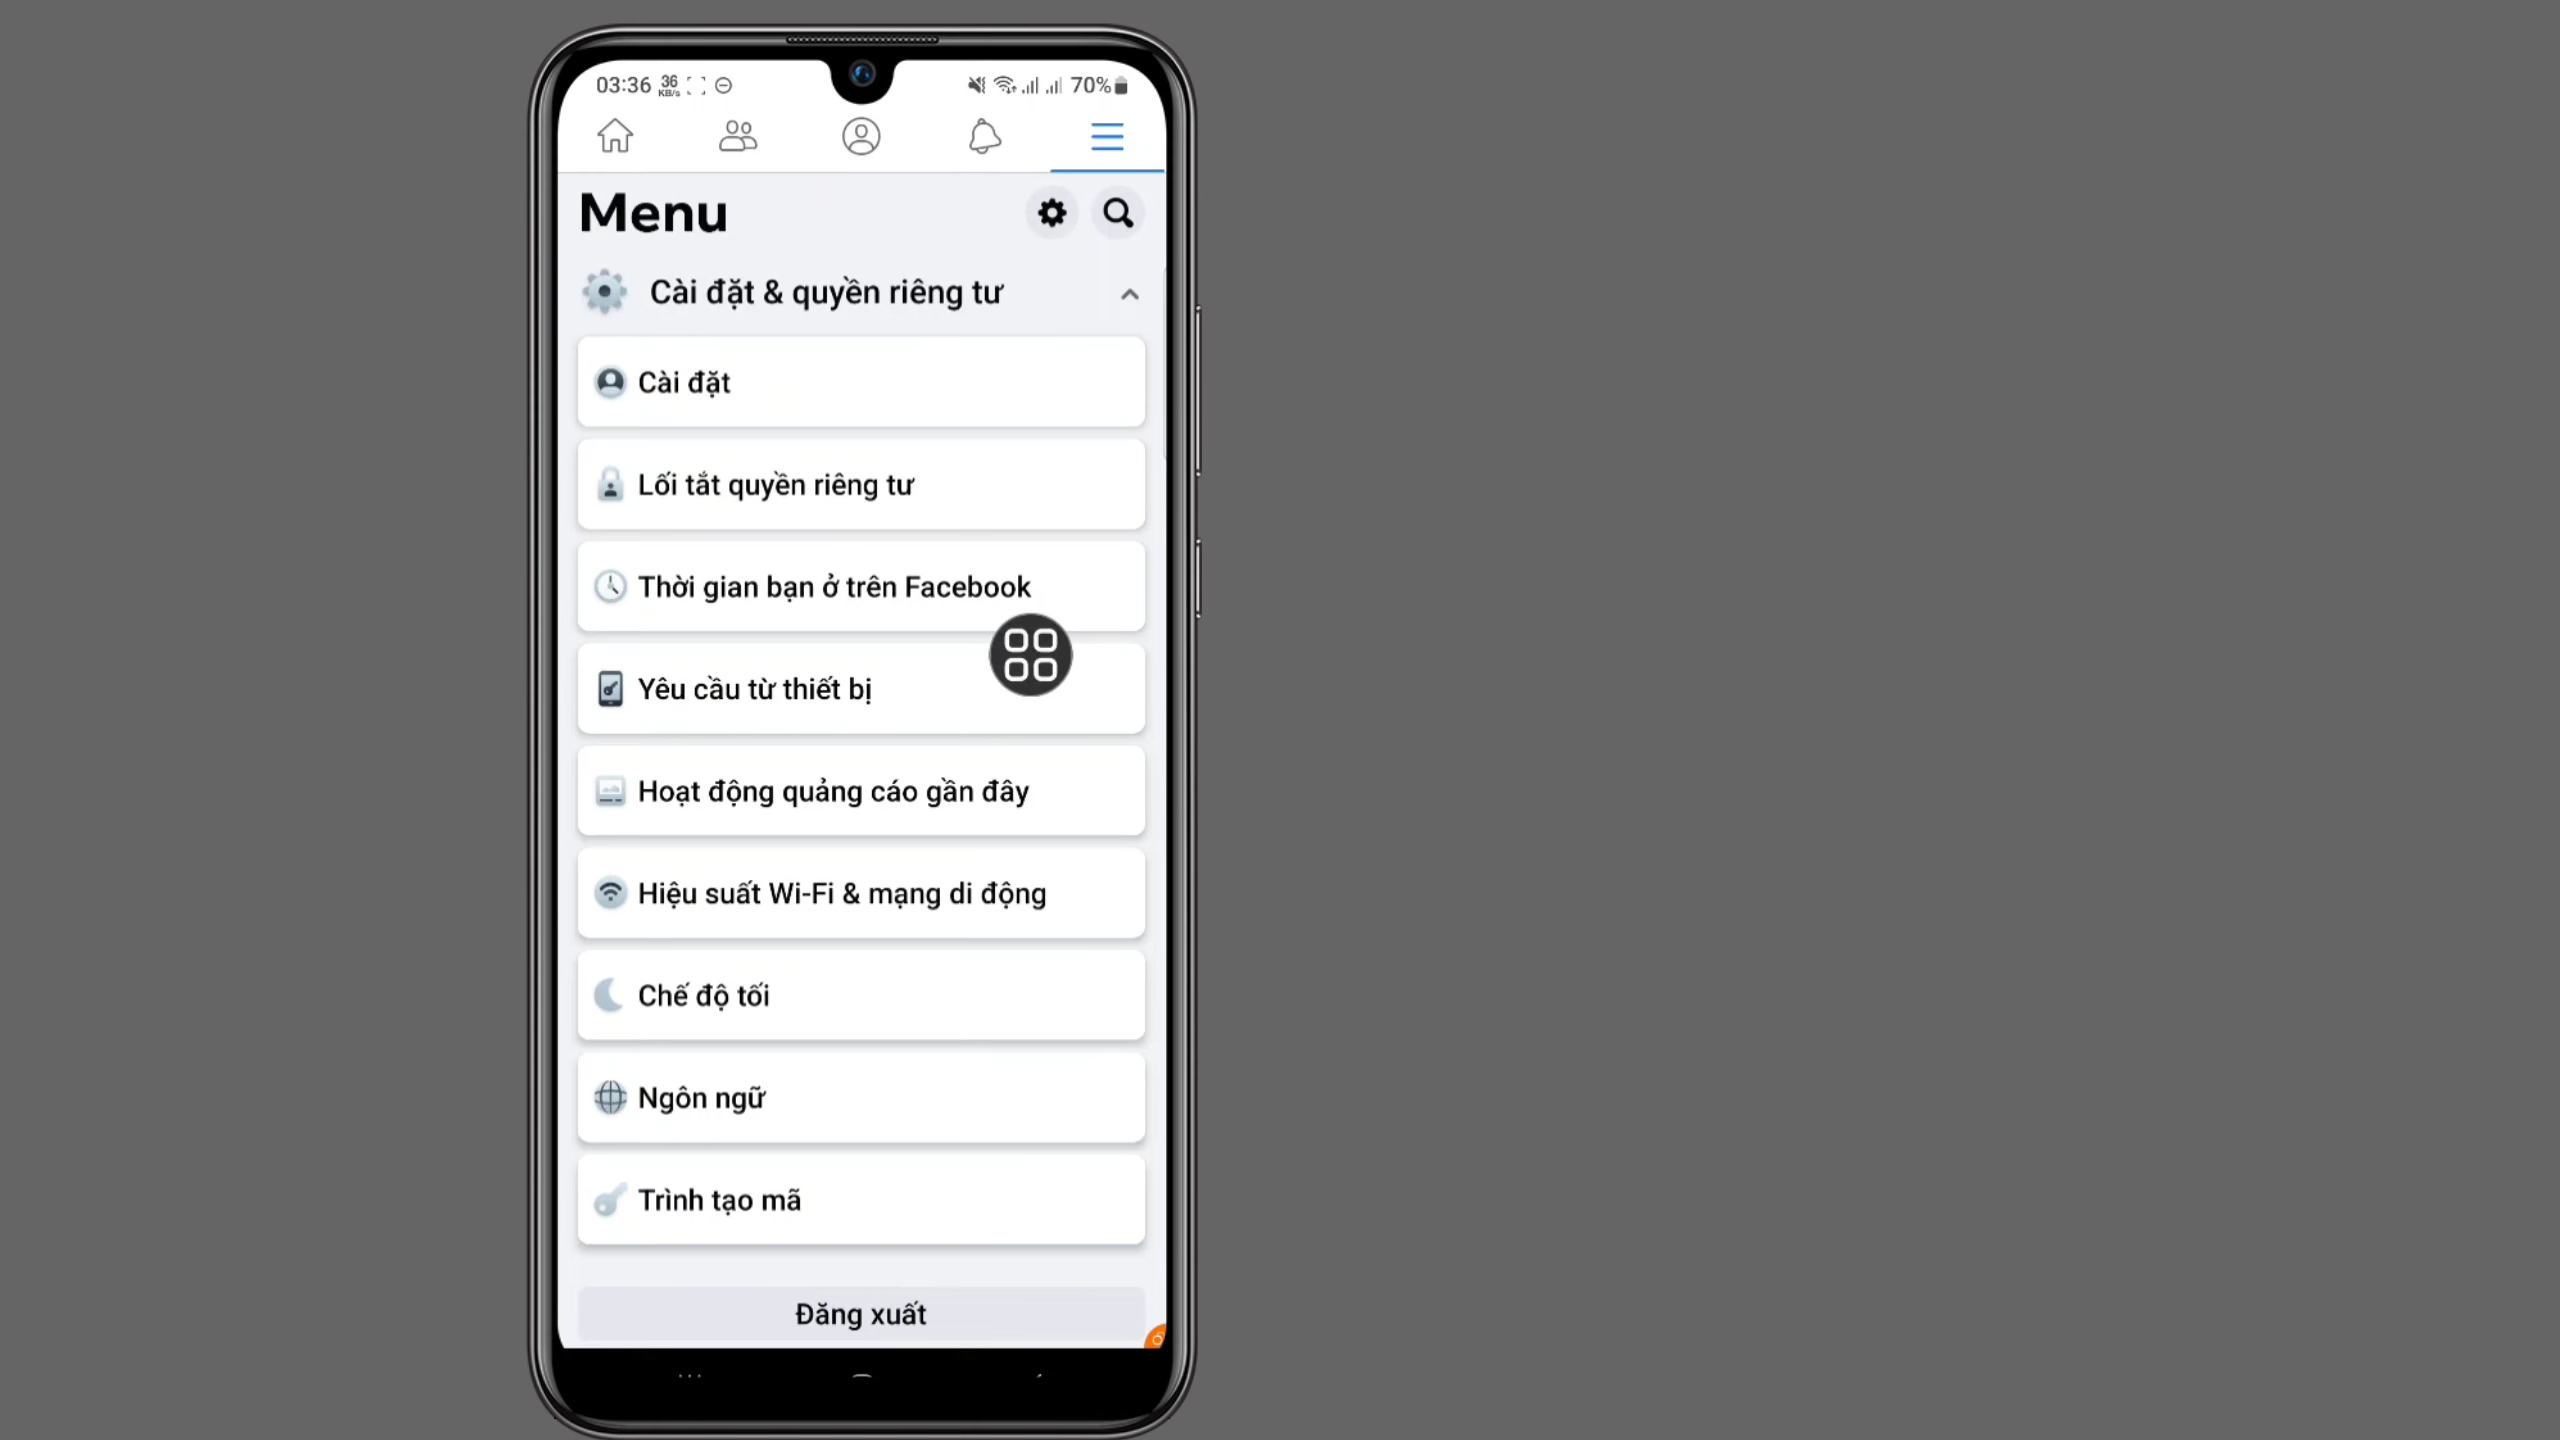 03:36 36 KB/s 70%
Menu
Cài đặt & quyền riêng tư
Cài đặt
Lối tắt quyền riêng tư
Thời gian bạn ở trên Facebook
Yêu cầu từ thiết bị
Hoạt động quảng cáo gần đây
Hiệu suất Wi-Fi & mạng di động
Chế độ tối
Ngôn ngữ
Trình tạo mã
Đăng xuất